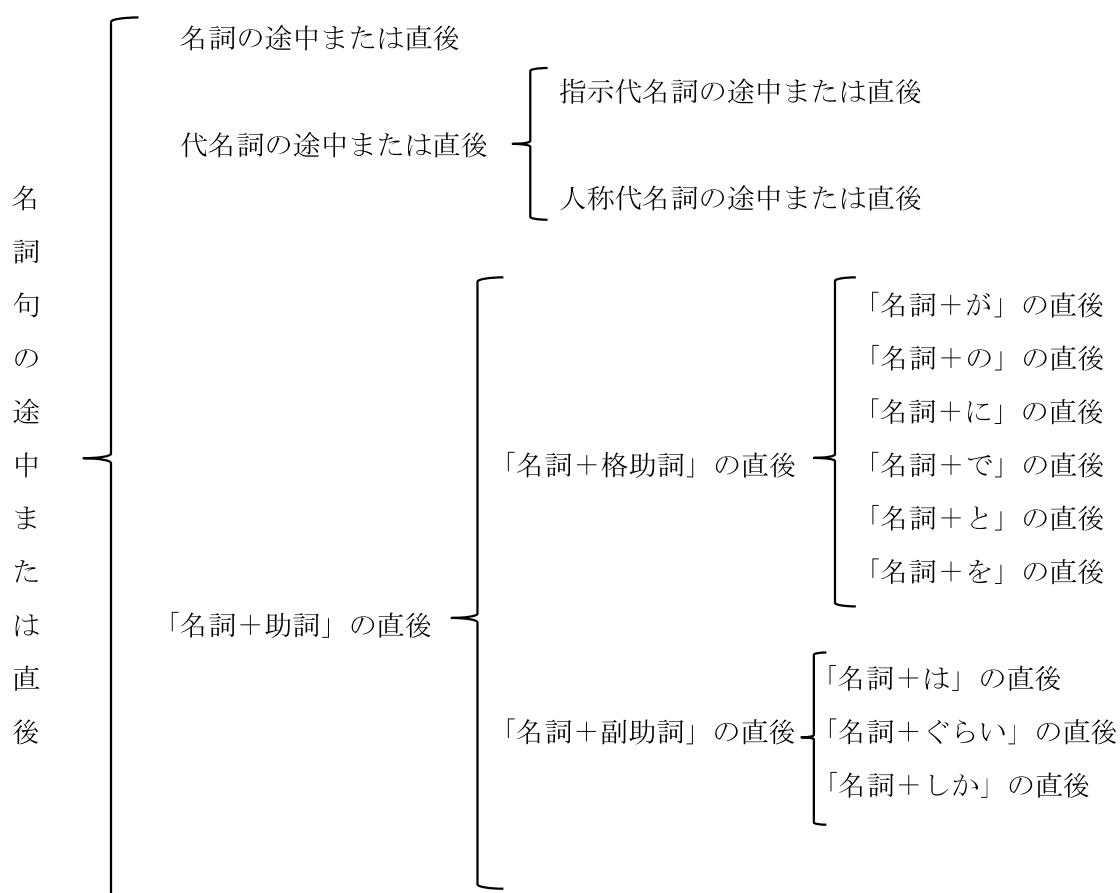 名詞句の途中または直後
名詞の途中または直後
代名詞の途中または直後
指示代名詞の途中または直後
人称代名詞の途中または直後
「名詞＋助詞」の直後
「名詞＋格助詞」の直後
「名詞＋が」の直後
「名詞＋の」の直後
「名詞＋に」の直後
「名詞＋で」の直後
「名詞＋と」の直後
「名詞＋を」の直後
「名詞＋副助詞」の直後
「名詞＋は」の直後
「名詞＋ぐらい」の直後
「名詞＋しか」の直後